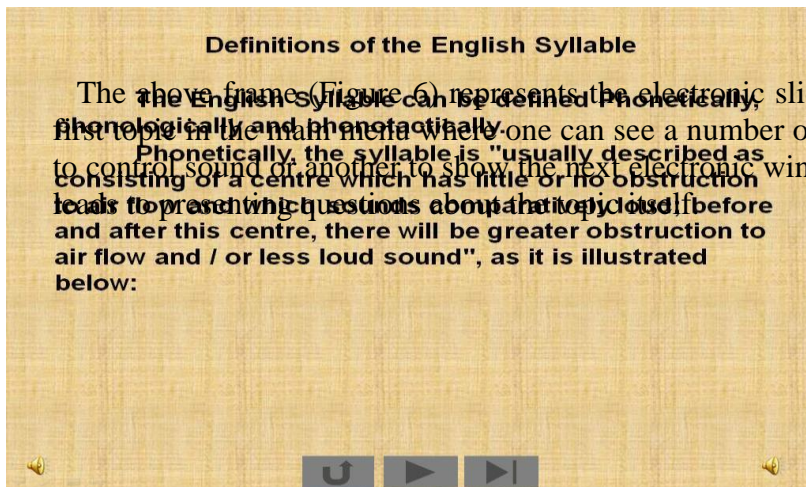 Definitions of the English Syllable
The above frame (Figure 6) represents the electronic sli
The English Syllable can be defined Phonetically,
first topic in the main menu where one can see a number o
phonologically and phonotactically.
Phonetically, the syllable is "usually described as
to control sound or another to show the next electronic win
consisting of a centre which has little or no obstruction
leads to presenting questions about the topic itself.
to air flow and which sounds comparatively loud; before
and after this centre, there will be greater obstruction to
air flow and / or less loud sound", as it is illustrated
below: